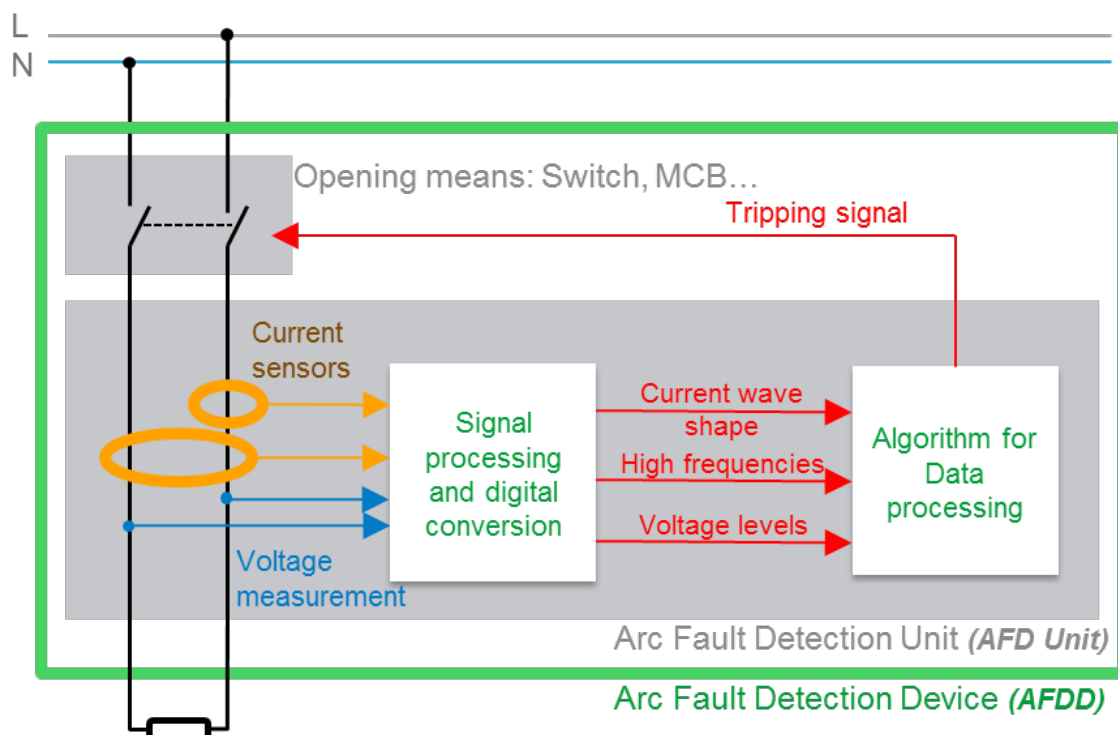 L
N
Opening means: Switch, MCB...
Tripping signal
Current
sensors
Signal
processing
and digital
conversion
Current wave
shape
High frequencies
Voltage levels
Algorithm for
Data
processing
Voltage
measurement
Arc Fault Detection Unit (AFD Unit)
Arc Fault Detection Device (AFDD)